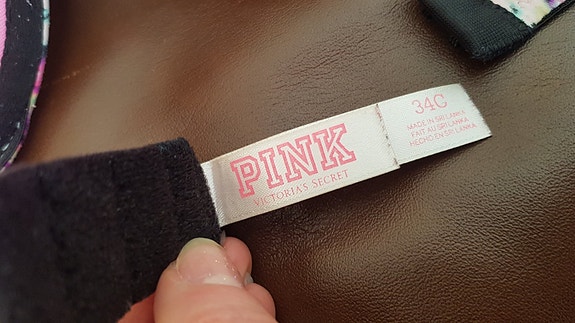 PINK
VICTORIA'S SECRET
34C
MADE IN SRI LANKA
FAIT AU SRI LANKA
HECHO EN SRI LANKA